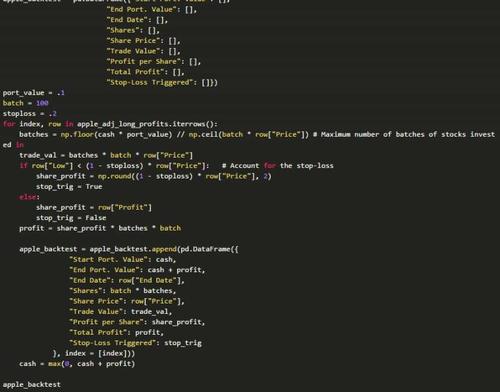 apple_backtest = pd.DataFrame({"Start Port. Value": [],
"End Port. Value": [],
"End Date": [],
"Shares": [],
"Share Price": [],
"Trade Value": [],
"Profit per Share": [],
"Total Profit": [],
"Stop-Loss Triggered": []})
port_value = .1
batch = 100
stoploss = .2
for index, row in apple_adj_long_profits.iterrows():
batches = np.floor(cash * port_value) // np.ceil(batch * row["Price"]) # Maximum number of batches of stocks invest
ed in
trade_val = batches * batch * row["Price"]
if row["Low"] < (1 - stoploss) * row["Price"]: # Account for the stop-loss
share_profit = np.round((1 - stoploss) * row["Price"], 2)
stop_trig = True
else:
share_profit = row["Profit"]
stop_trig = False
profit = share_profit * batches * batch
apple_backtest = apple_backtest.append(pd.DataFrame({
"Start Port. Value": cash,
"End Port. Value": cash + profit,
"End Date": row["End Date"],
"Shares": batch * batches,
"Share Price": row["Price"],
"Trade Value": trade_val,
"Profit per Share": share_profit,
"Total Profit": profit,
"Stop-Loss Triggered": stop_trig
}, index = [index]))
cash = max(0, cash + profit)
apple_backtest